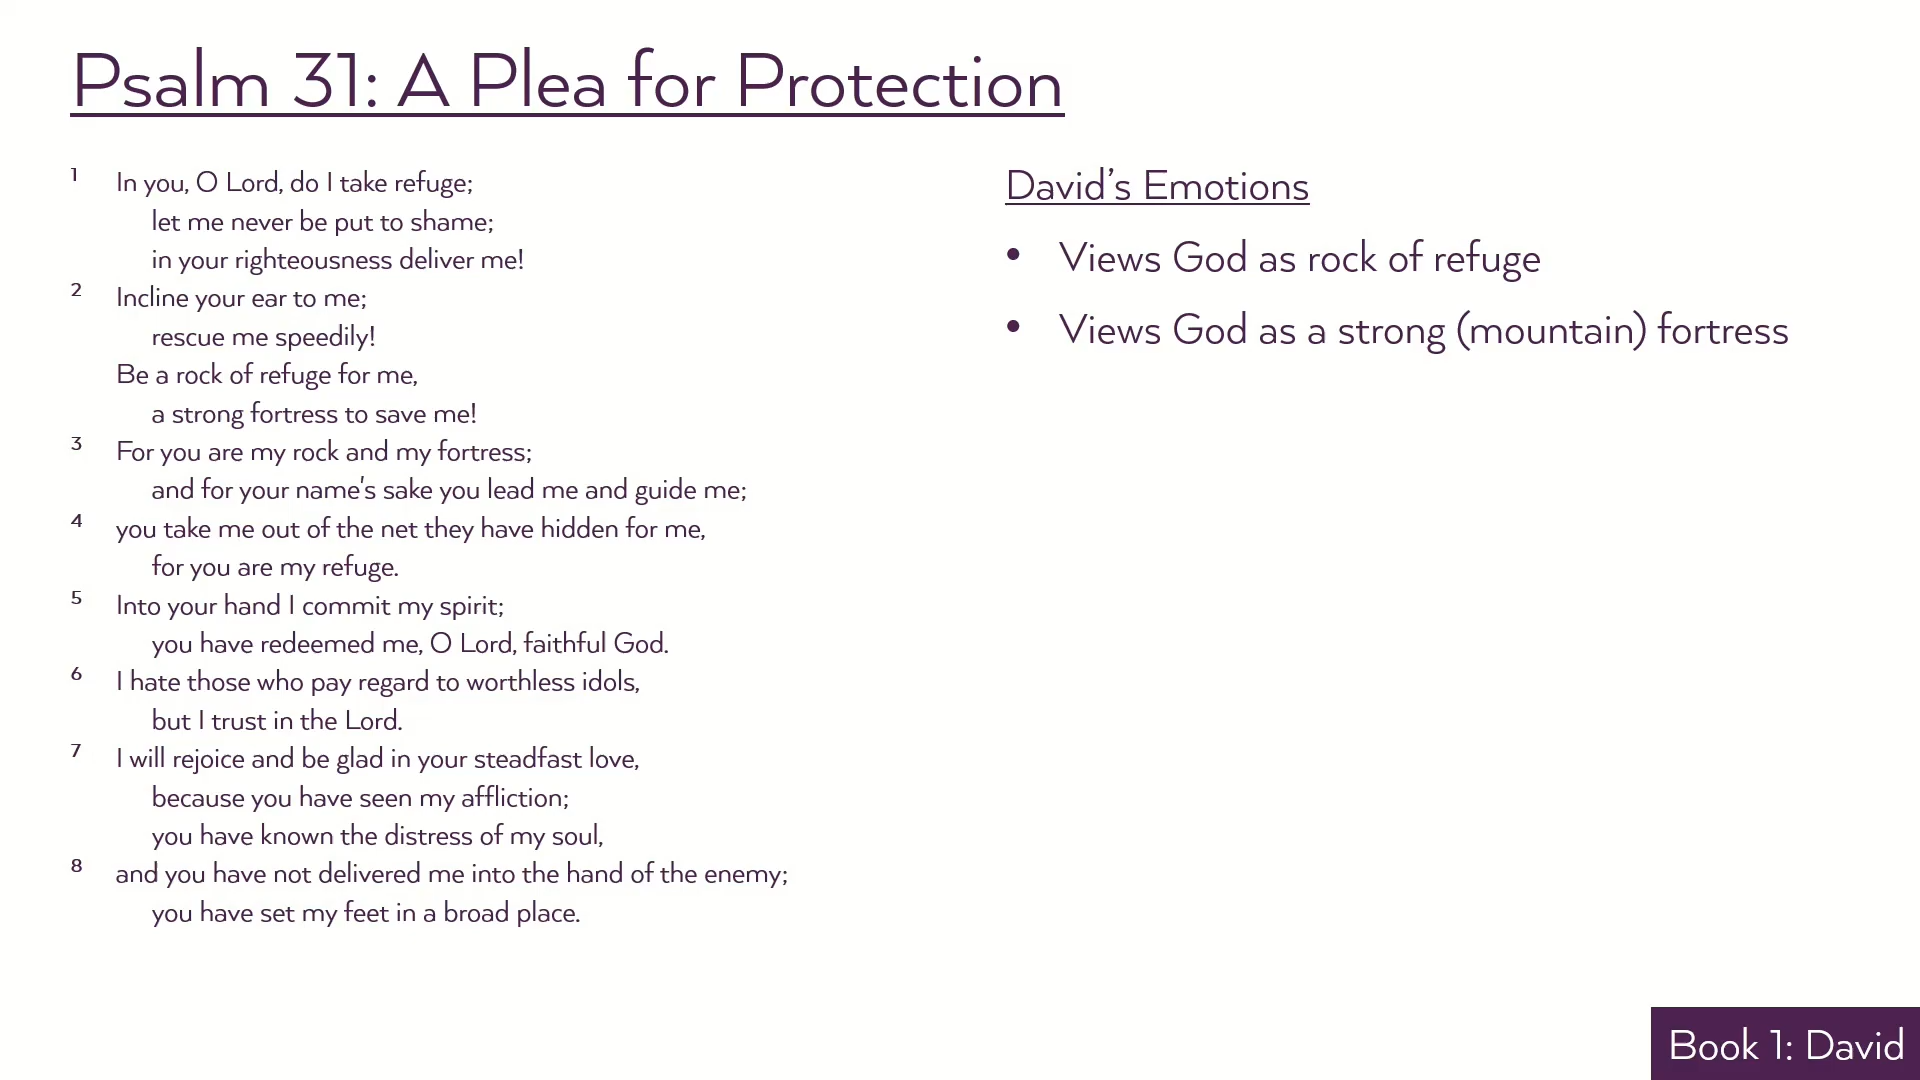 Psalm 31: A Plea for Protection
1 In you, O Lord, do I take refuge;
let me never be put to shame;
in your righteousness deliver me!
2 Incline your ear to me;
rescue me speedily!
Be a rock of refuge for me,
a strong fortress to save me!
3 For you are my rock and my fortress;
and for your name's sake you lead me and guide me;
4 you take me out of the net they have hidden for me,
for you are my refuge.
5 Into your hand I commit my spirit;
you have redeemed me, O Lord, faithful God.
6 I hate those who pay regard to worthless idols,
but I trust in the Lord.
7 I will rejoice and be glad in your steadfast love,
because you have seen my affliction;
you have known the distress of my soul,
8 and you have not delivered me into the hand of the enemy;
you have set my feet in a broad place.
David’s Emotions
• Views God as rock of refuge
• Views God as a strong (mountain) fortress
Book 1: David